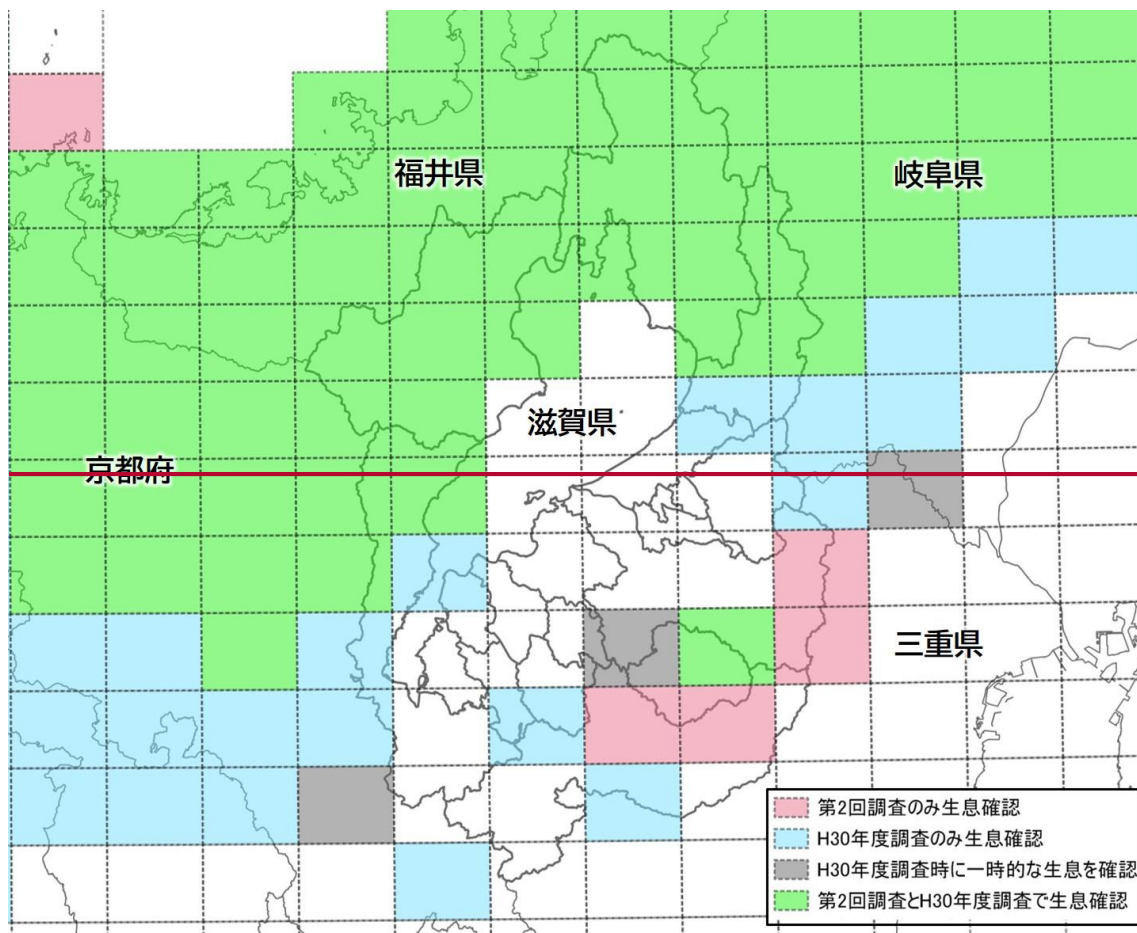 福井県
岐阜県
滋賀県
京都府
三重県
第2回調査のみ生息確認
H30年度調査のみ生息確認
H30年度調査時に一時的な生息を確認
第2回調査とH30年度調査で生息確認